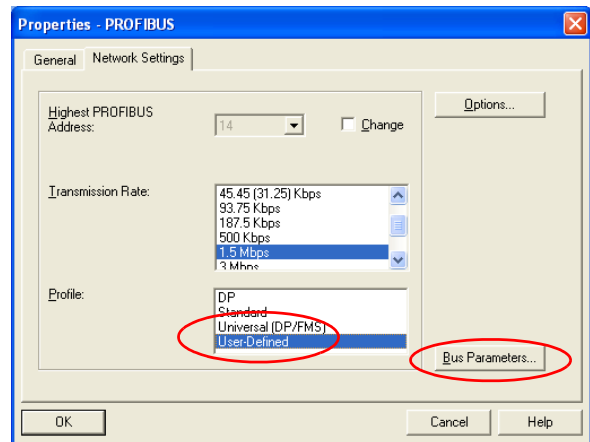 Properties - PROFIBUS
General Network Settings
Highest PROFIBUS
Address:
14
Change
Options...
Transmission Rate:
45.45 (31.25) Kbps
93.75 Kbps
187.5 Kbps
500 Kbps
1.5 Mbps
3 Mbps
Profile:
DP
Standard
Universal (DP/FMS)
User-Defined
Bus Parameters...
OK
Cancel
Help